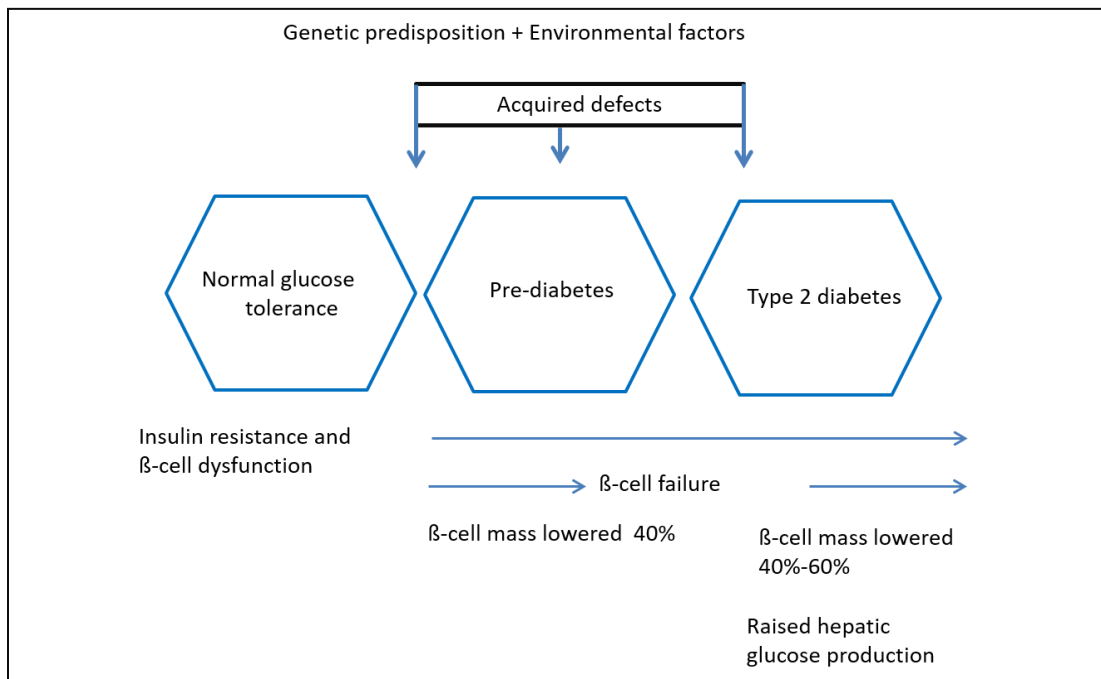 Genetic predisposition + Environmental factors
Acquired defects
Normal glucose
tolerance
Pre-diabetes
Type 2 diabetes
Insulin resistance and
ß-cell dysfunction
ß-cell failure
ß-cell mass lowered 40%
ß-cell mass lowered
40%-60%
Raised hepatic
glucose production